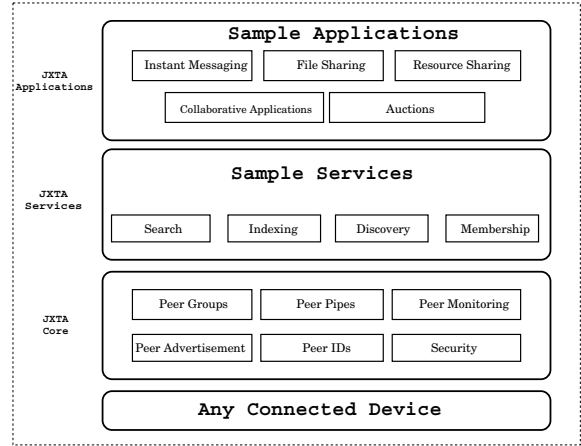 Sample Applications
JXTA
Applications
Instant Messaging
File Sharing
Resource Sharing
Collaborative Applications
Auctions
Sample Services
JXTA
Services
Search
Indexing
Discovery
Membership
JXTA
Core
Peer Groups
Peer Pipes
Peer Monitoring
Peer Advertisement
Peer IDs
Security
Any Connected Device